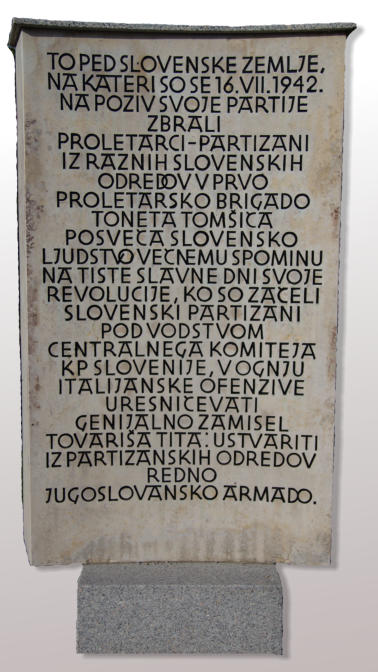 TO PED SLOVENSKE ZEMLJE,
NA KATERI SO SE 16.VII.1942.
NA POZIV SVOJE PARTIJE
ZBRALI
PROLETARCI-PARTIZANI
IZ RAZNIH SLOVENSKIH
ODREDOV V PRVO
PROLETARSKO BRIGADO
TONETA TOMŠIČA
POSVEČA SLOVENSKO
LJUDSTVO VEČNEMU SPOMINU
NA TISTE SLAVNE DNI SVOJE
REVOLUCIJE, KO SO ZAČELI
SLOVENSKI PARTIZANI
POD VODSTVOM
CENTRALNEGA KOMITEJA
KP SLOVENIJE, V OGNJU
ITALIJANSKE OFENZIVE
URESNIČEVATI
GENIJALNO ZAMISEL
TOVARIŠA TITA: USTVARITI
IZ PARTIZANSKIH ODREDOV
REDNO
JUGOSLOVANSKO ARMADO.